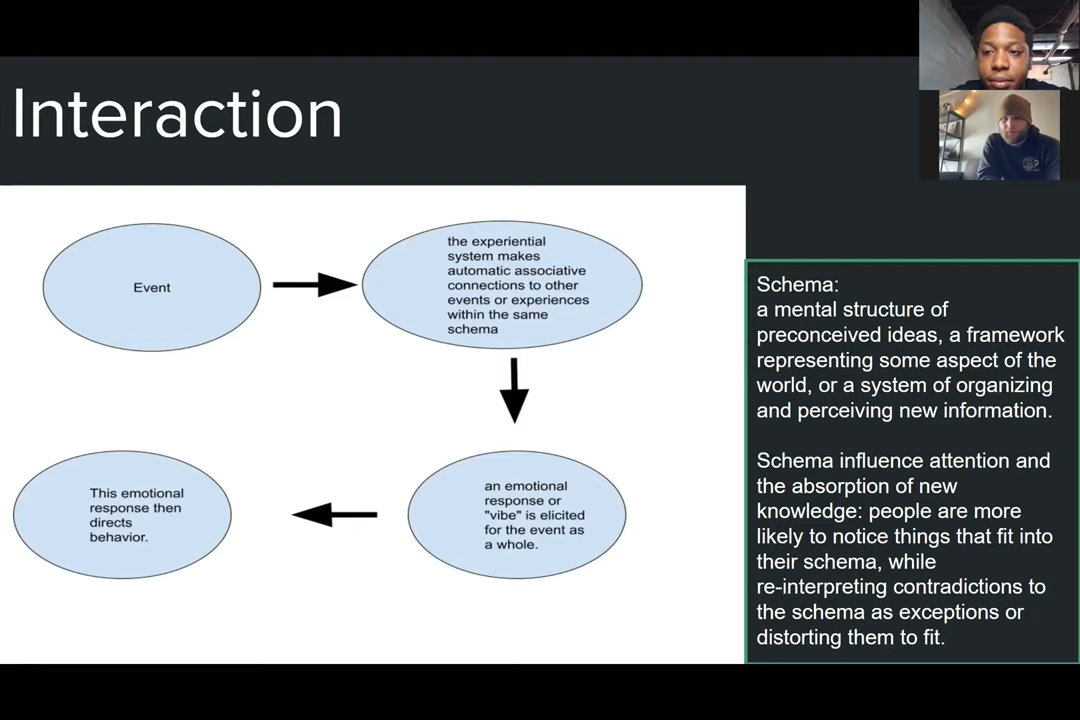 Interaction
Event
the experiential
system makes
automatic associative
connections to other
events or experiences
within the same
schema
an emotional
response or
"vibe" is elicited
for the event as
a whole.
This emotional
response then
directs
behavior.
Schema:
a mental structure of
preconceived ideas, a framework
representing some aspect of the
world, or a system of organizing
and perceiving new information.
Schema influence attention and
the absorption of new
knowledge: people are more
likely to notice things that fit into
their schema, while
re-interpreting contradictions to
the schema as exceptions or
distorting them to fit.